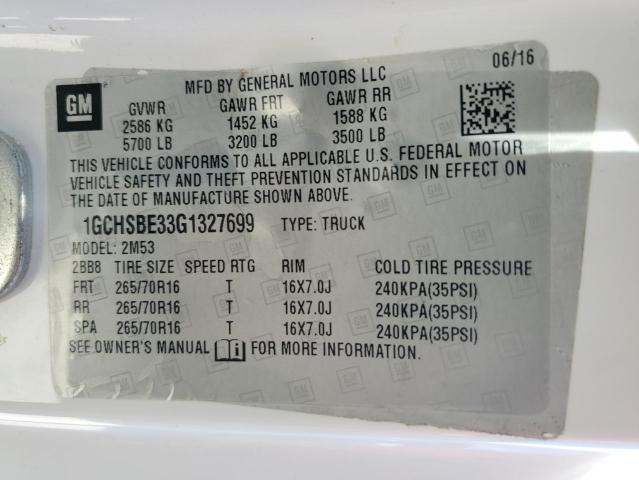 06/16
MFD BY GENERAL MOTORS LLC
GM
GVWR GAWR FRT GAWR RR
2586 KG 1452 KG 1588 KG
5700 LB 3200 LB 3500 LB
THIS VEHICLE CONFORMS TO ALL APPLICABLE U.S. FEDERAL MOTOR
VEHICLE SAFETY AND THEFT PREVENTION STANDARDS IN EFFECT ON
THE DATE OF MANUFACTURE SHOWN ABOVE.
1GCHSBE33G1327699 TYPE: TRUCK
MODEL: 2M53
2BB8 TIRE SIZE SPEED RTG RIM COLD TIRE PRESSURE
FRT 265/70R16 T 16X7.0J 240KPA(35PSI)
RR 265/70R16 T 16X7.0J 240KPA(35PSI)
SPA 265/70R16 T 16X7.0J 240KPA(35PSI)
SEE OWNER'S MANUAL FOR MORE INFORMATION.